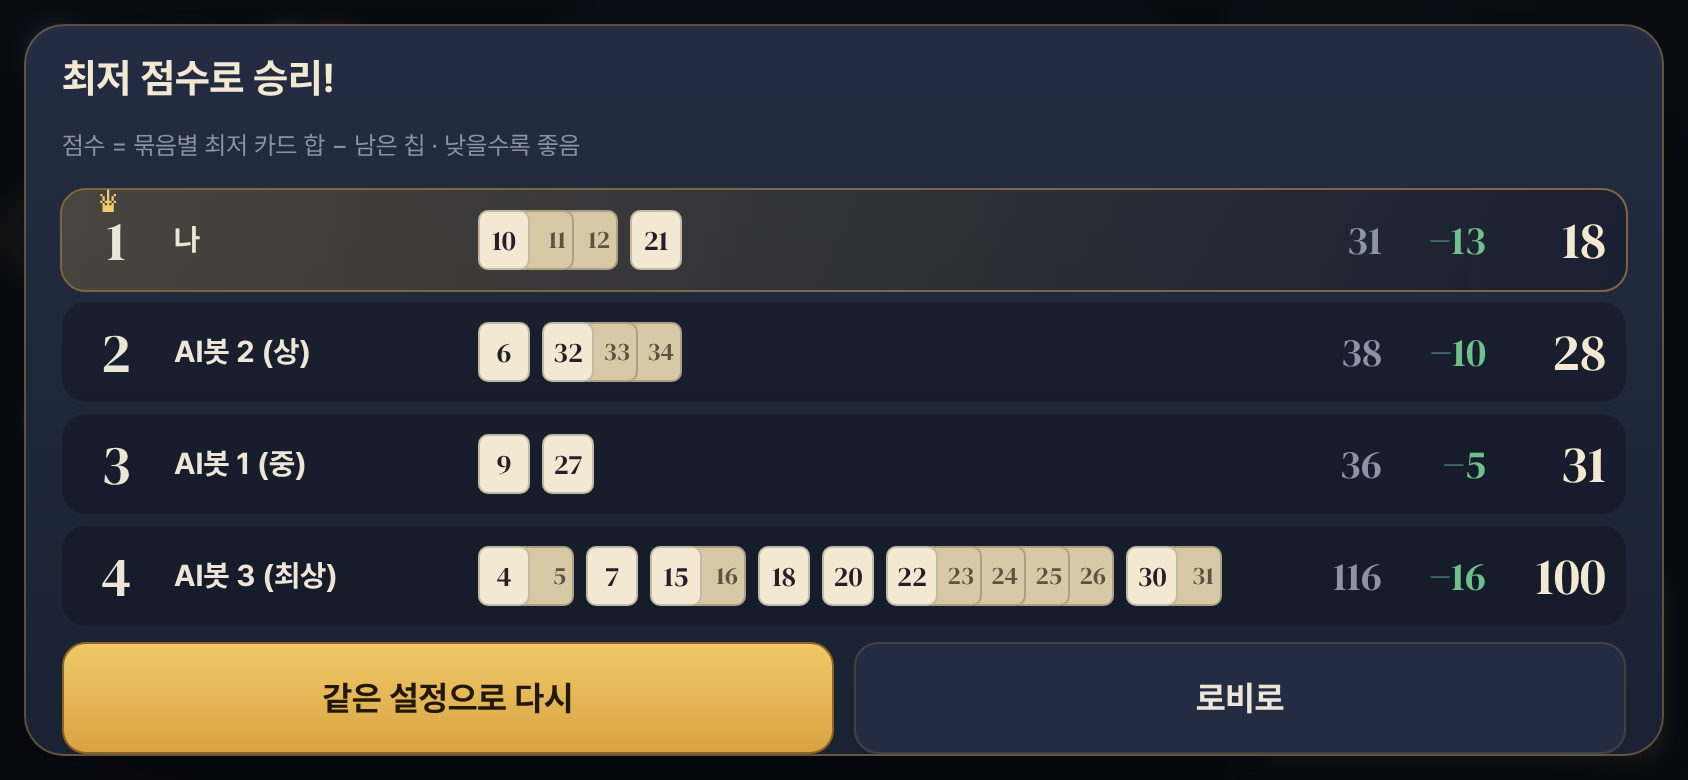 최저 점수로 승리!
점수 = 묶음별 최저 카드 합 − 남은 칩 · 낮을수록 좋음
1 나 10 11 12 21 31 −13 18
2 AI봇 2 (상) 6 32 33 34 38 −10 28
3 AI봇 1 (중) 9 27 36 −5 31
4 AI봇 3 (최상) 4 5 7 15 16 18 20 22 23 24 25 26 30 31 116 −16 100
같은 설정으로 다시 로비로